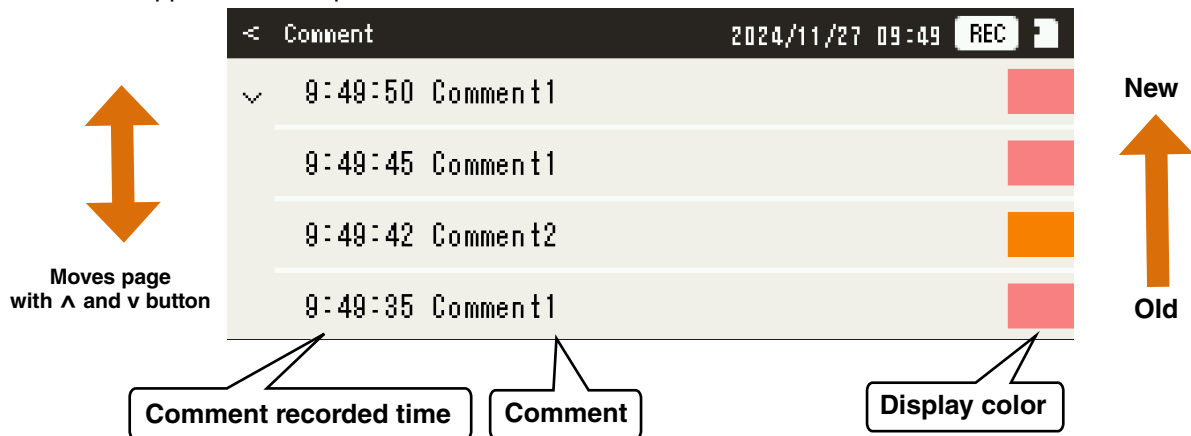 < Comment 2024/11/27 09:49 REC
9:49:50 Comment1
9:49:45 Comment1
9:49:42 Comment2
9:49:35 Comment1
New
Old
Moves page
with ∧ and v button
Comment recorded time
Comment
Display color